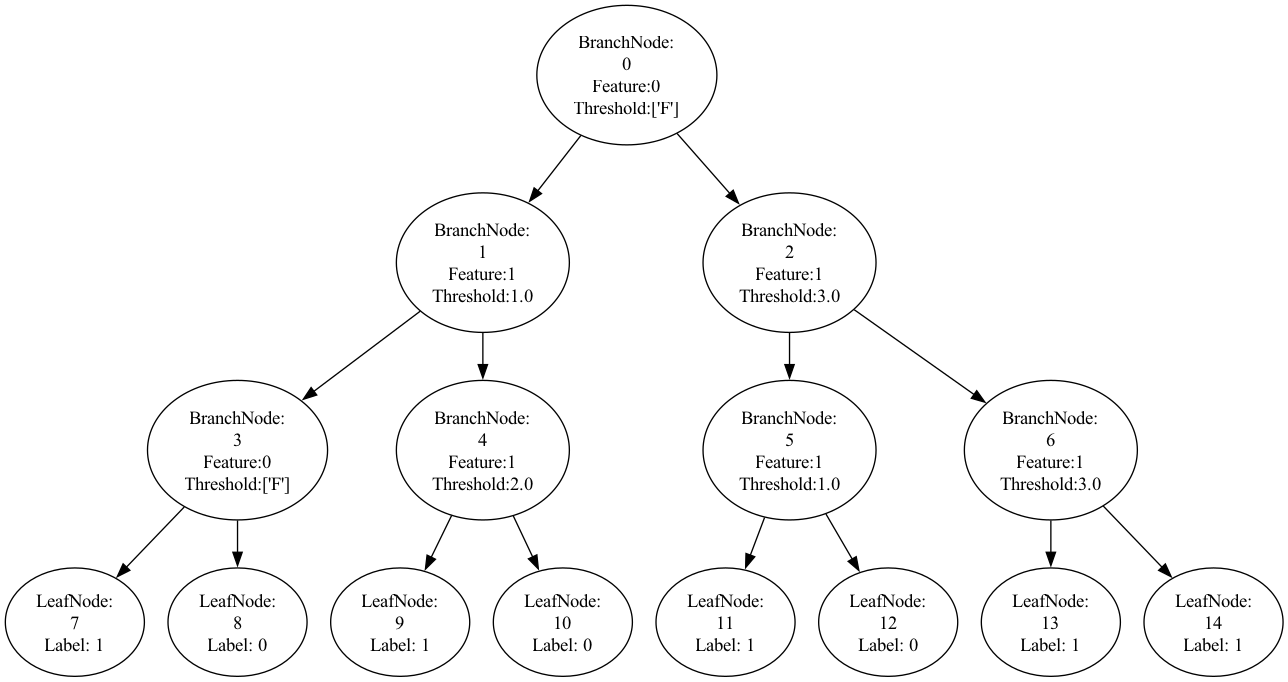 BranchNode:
0
Feature:0
Threshold:['F']
BranchNode:
1
Feature:1
Threshold:1.0
BranchNode:
2
Feature:1
Threshold:3.0
BranchNode:
3
Feature:0
Threshold:['F']
BranchNode:
4
Feature:1
Threshold:2.0
BranchNode:
5
Feature:1
Threshold:1.0
BranchNode:
6
Feature:1
Threshold:3.0
LeafNode:
7
Label: 1
LeafNode:
8
Label: 0
LeafNode:
9
Label: 1
LeafNode:
10
Label: 0
LeafNode:
11
Label: 1
LeafNode:
12
Label: 0
LeafNode:
13
Label: 1
LeafNode:
14
Label: 1